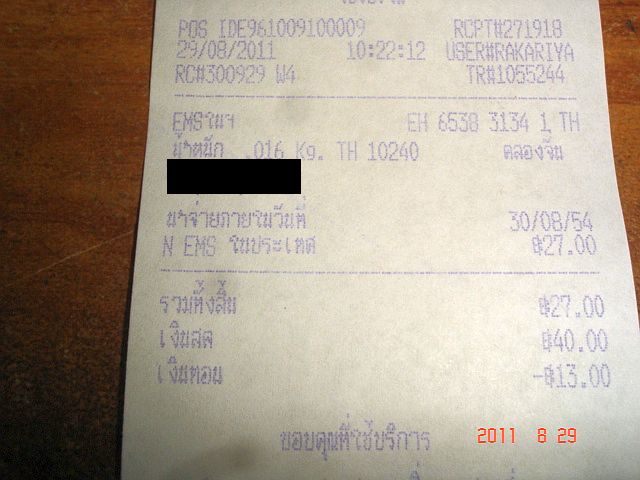 POS IDE961009100009 RCPT#271918
29/08/2011 10:22:12 USER#RAKARIYA
RC#300929 W4 TR#1055244
EMSในฯ EH 6538 3134 1 TH
น้ำหนัก .016 Kg. TH 10240 คลองจั่น
นำจ่ายภายในวันที่ 30/08/54
N EMS ในประเทศ ฿27.00
รวมทั้งสิ้น ฿27.00
เงินสด ฿40.00
เงินทอน -฿13.00
ขอบคุณที่ใช้บริการ
2011 8 29